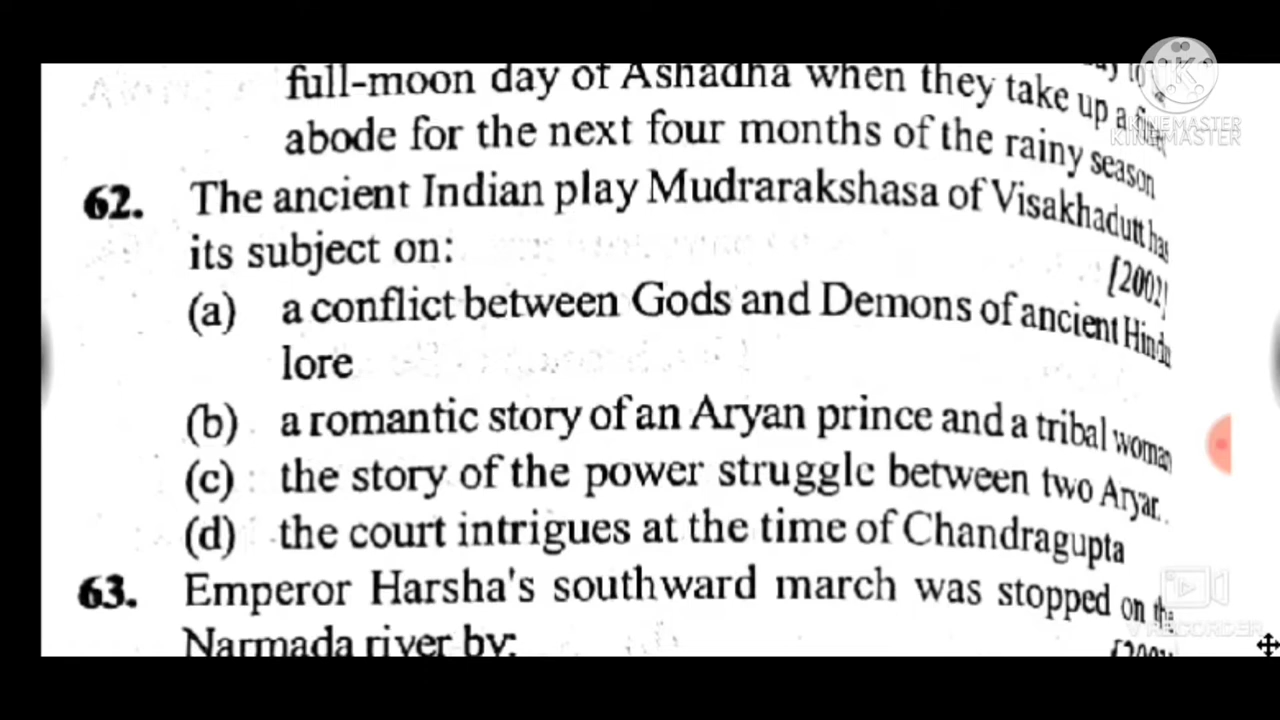 full-moon day of Ashadha when they take up a
abode for the next four months of the rainy season
62. The ancient Indian play Mudrarakshasa of Visakhadutt has
its subject on:
[2002]
(a) a conflict between Gods and Demons of ancient Hindu
lore
(b) a romantic story of an Aryan prince and a tribal woman
(c) the story of the power struggle between two Aryan
(d) the court intrigues at the time of Chandragupta
63. Emperor Harsha's southward march was stopped on the
Narmada river by:
KINEMASTER
V RECORDER